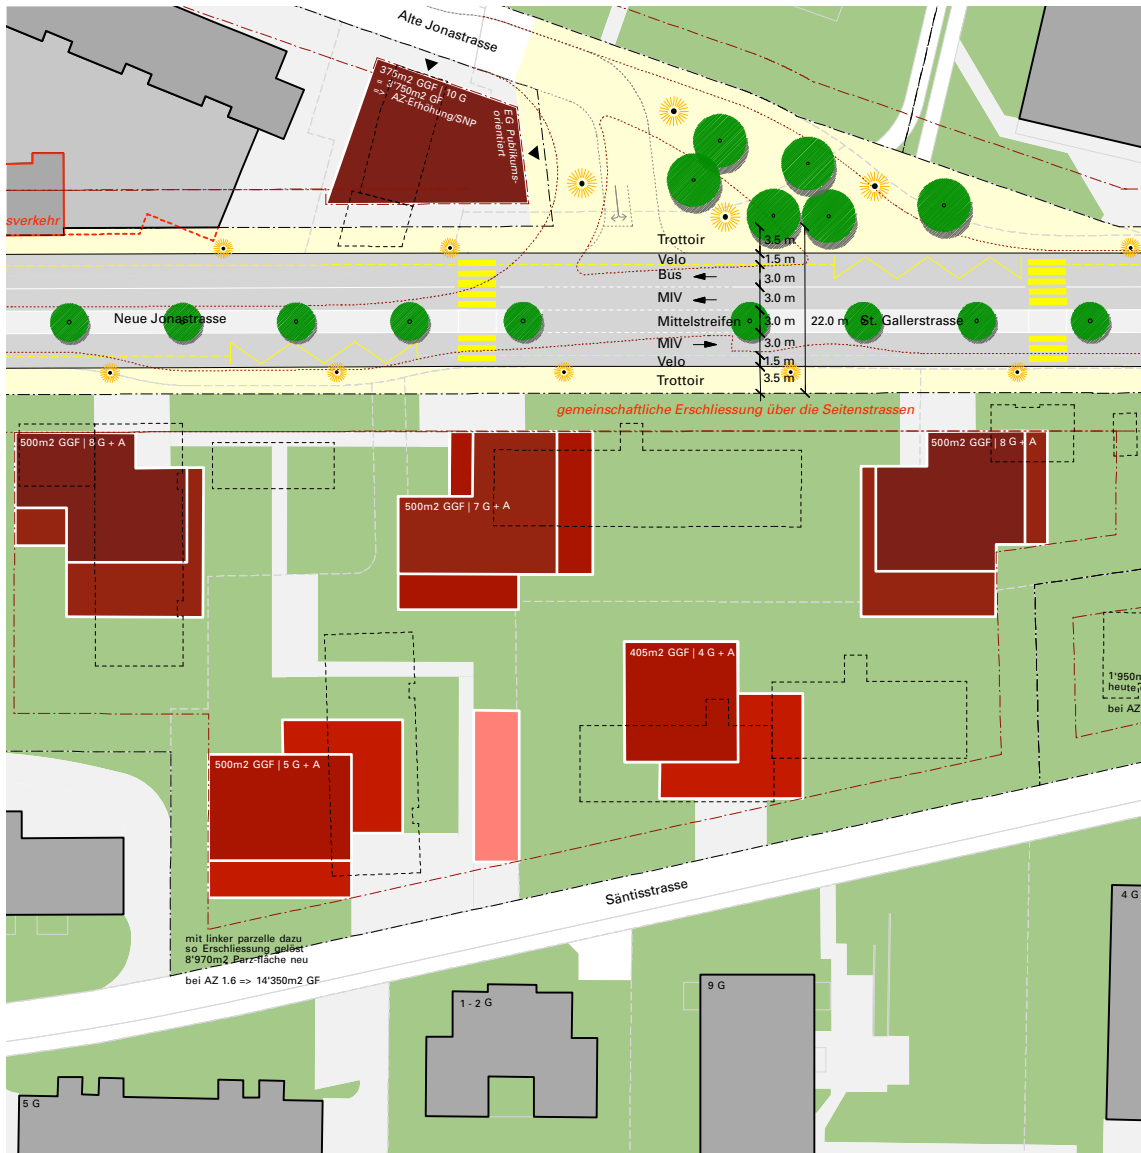 Alte Jonastrasse
375m2 GGF | 10 G
= 3'750m2 GF
=> AZ-Erhöhung/SNP
EG Publikums-
orientiert
sverkehr
Trottoir 3.5 m
Velo 1.5 m
Bus 3.0 m
MIV 3.0 m
Neue Jonastrasse
Mittelstreifen 3.0 m
22.0 m
St. Gallerstrasse
MIV 3.0 m
Velo 1.5 m
Trottoir 3.5 m
gemeinschaftliche Erschliessung über die Seitenstrassen
500m2 GGF | 8 G + A
500m2 GGF | 8 G + A
500m2 GGF | 7 G + A
405m2 GGF | 4 G + A
1'950m
heute?
bei AZ
500m2 GGF | 5 G + A
Säntisstrasse
4 G
mit linker parzelle dazu
so Erschliessung gelöst
8'970m2 Parz-fläche neu
bei AZ 1.6 => 14'350m2 GF
9 G
1 - 2 G
5 G